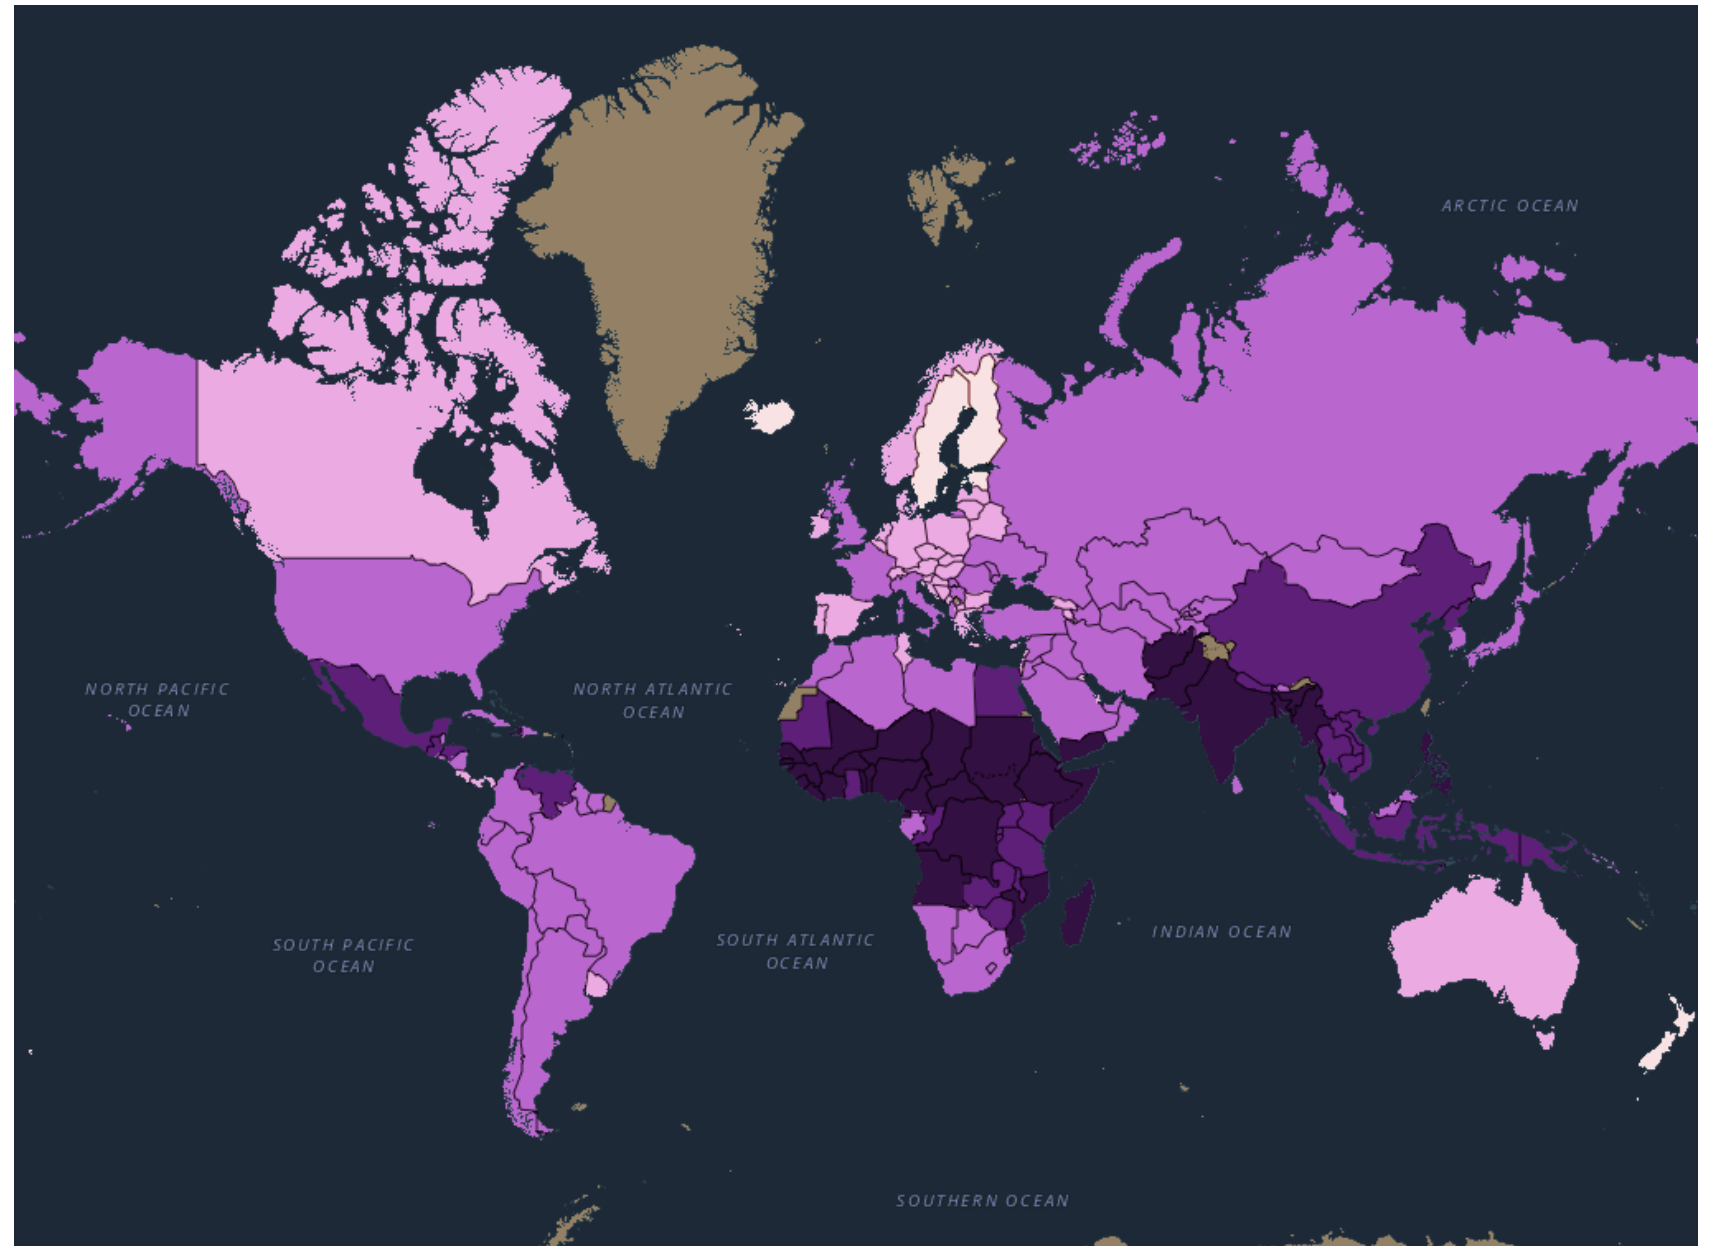 ARCTIC OCEAN
NORTH PACIFIC
OCEAN
NORTH ATLANTIC
OCEAN
SOUTH PACIFIC
OCEAN
SOUTH ATLANTIC
OCEAN
INDIAN OCEAN
SOUTHERN OCEAN